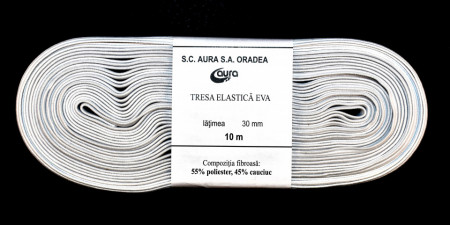 S.C. AURA S.A. ORADEA
aura
TRESA ELASTICĂ EVA
lăţimea 30 mm
10 m
Compoziţia fibroasă:
55% poliester, 45% cauciuc